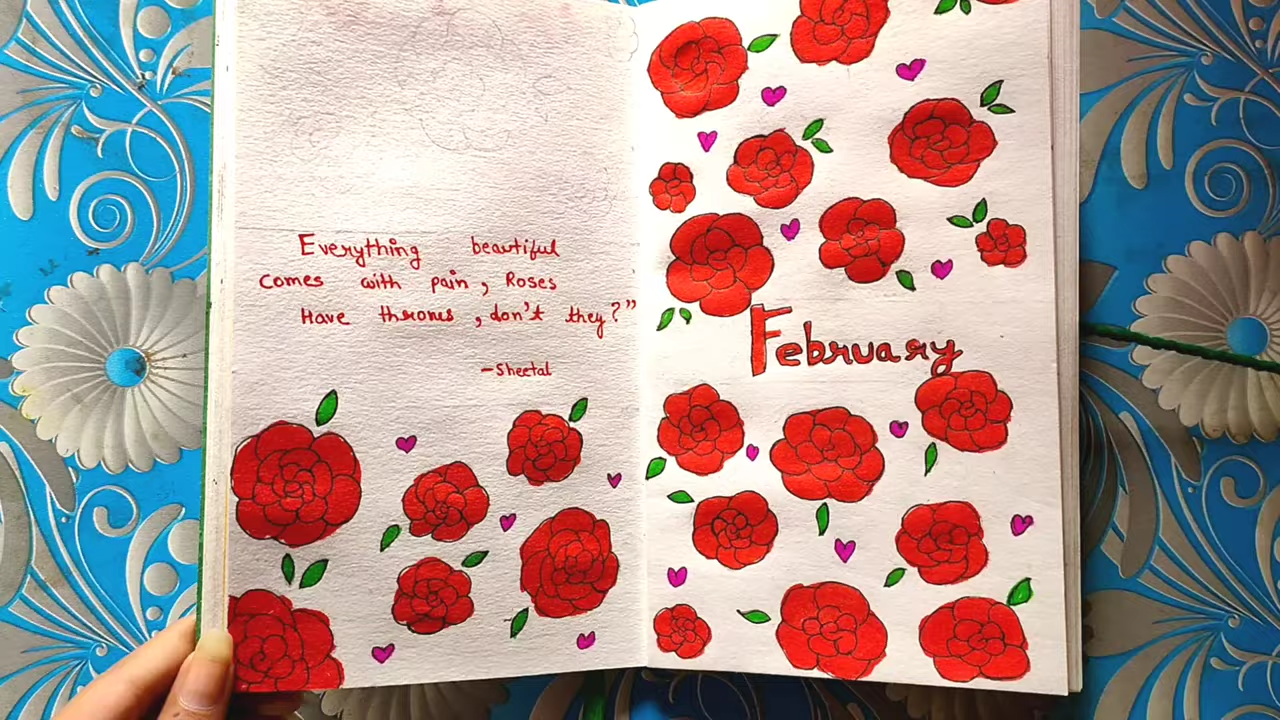 Everything beautiful
comes with pain, Roses
Have thrones, don't they?"
-Sheetal
February